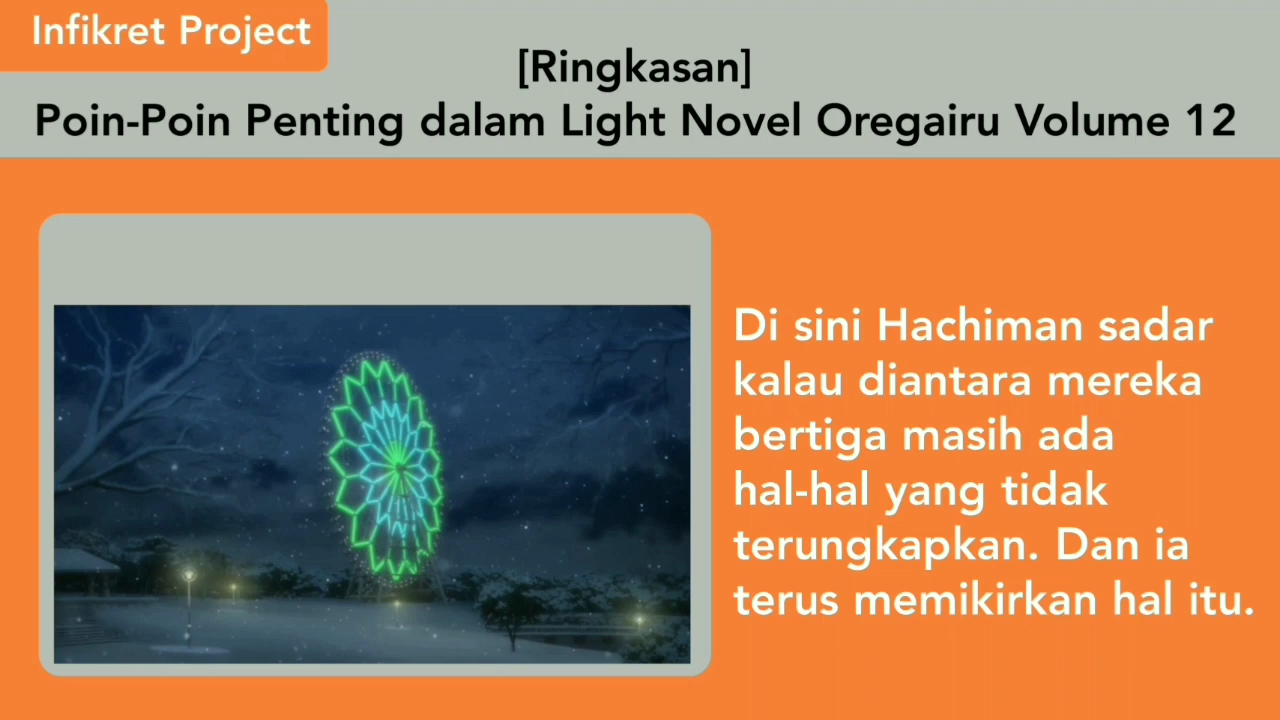 Infikret Project
[Ringkasan]
Poin-Poin Penting dalam Light Novel Oregairu Volume 12
Di sini Hachiman sadar
kalau diantara mereka
bertiga masih ada
hal-hal yang tidak
terungkapkan. Dan ia
terus memikirkan hal itu.